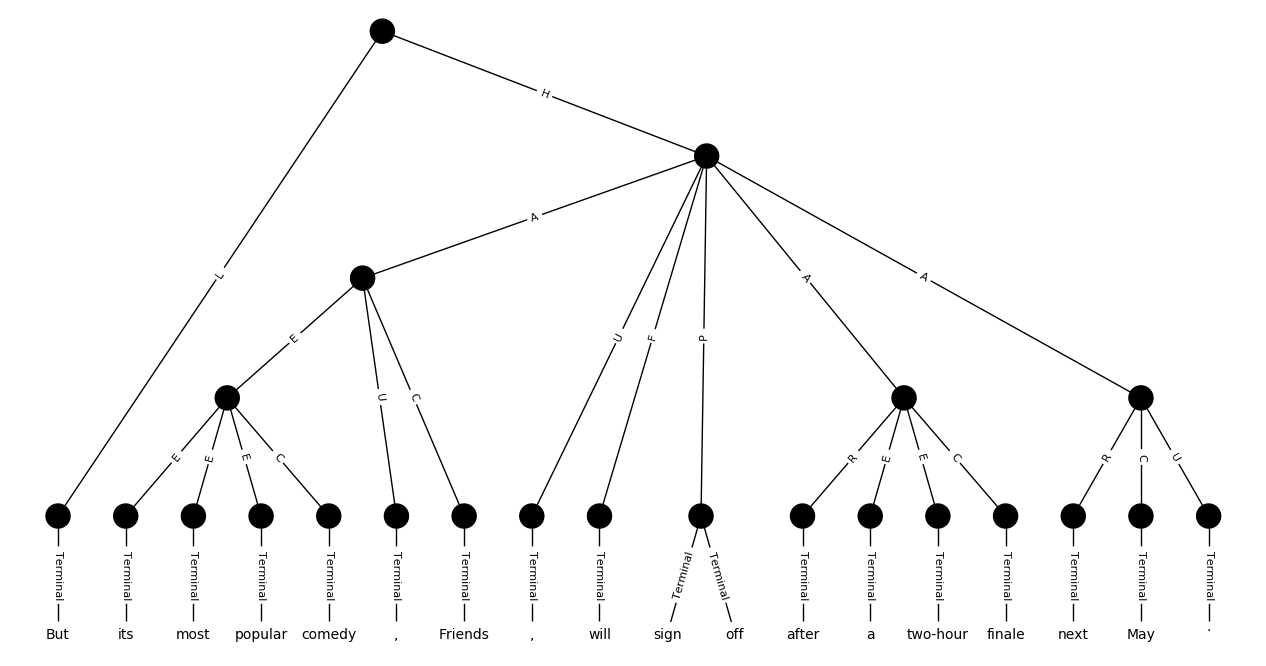 H
A
L
A
A
E
U
F
P
U
C
E
E
E
C
R
E
E
C
R
C
U
Terminal Terminal Terminal Terminal Terminal Terminal Terminal Terminal Terminal Terminal Terminal Terminal Terminal Terminal Terminal Terminal Terminal Terminal
But its most popular comedy , Friends , will sign off after a two-hour finale next May .